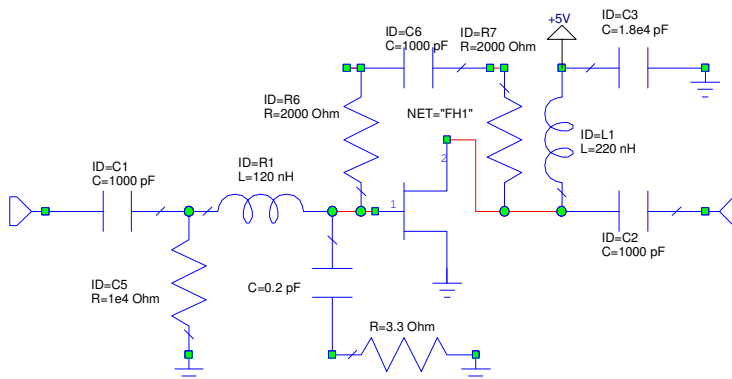 +5V
ID=C3
C=1.8e4 pF
ID=C6
C=1000 pF
ID=R7
R=2000 Ohm
ID=R6
R=2000 Ohm
NET="FH1"
ID=L1
L=220 nH
2
1
ID=C1
C=1000 pF
ID=R1
L=120 nH
ID=C2
C=1000 pF
ID=C5
R=1e4 Ohm
C=0.2 pF
R=3.3 Ohm